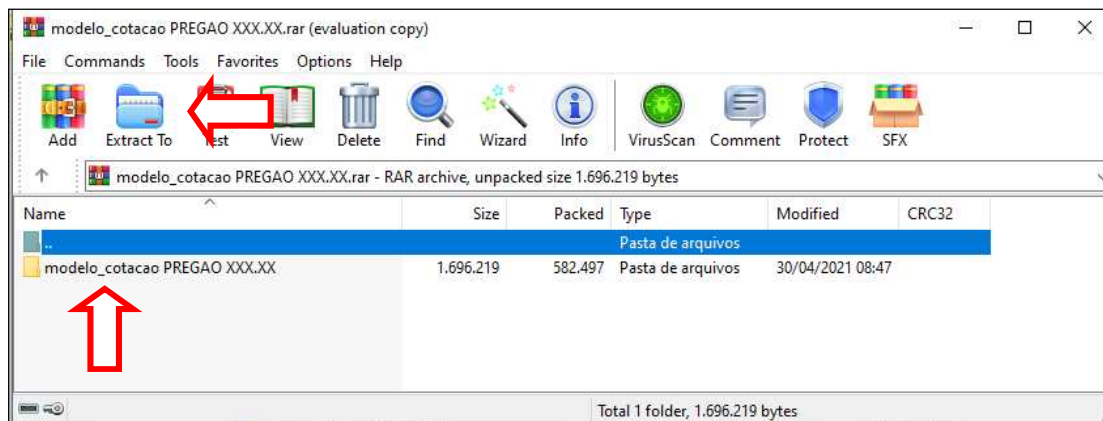 modelo_cotacao PREGAO XXX.XX.rar (evaluation copy)
File Commands Tools Favorites Options Help
Add Extract To Test View Delete Find Wizard Info VirusScan Comment Protect SFX
modelo_cotacao PREGAO XXX.XX.rar - RAR archive, unpacked size 1.696.219 bytes
Name Size Packed Type Modified CRC32
.. Pasta de arquivos
modelo_cotacao PREGAO XXX.XX 1.696.219 582.497 Pasta de arquivos 30/04/2021 08:47
Total 1 folder, 1.696.219 bytes